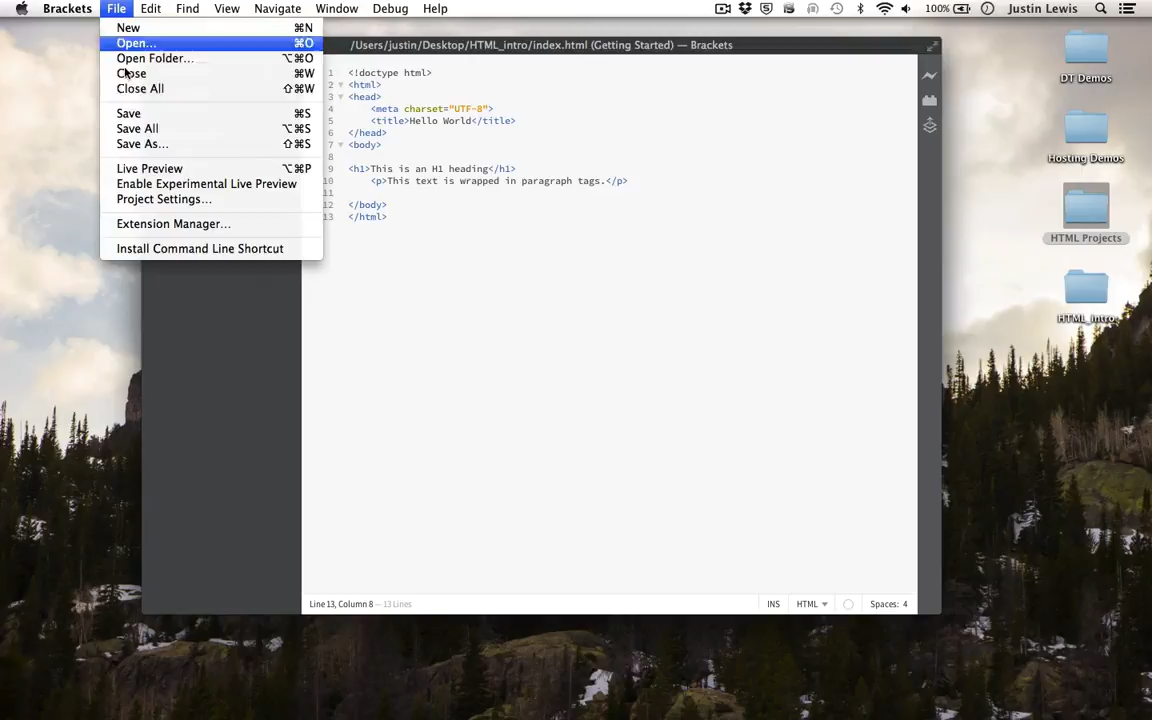 Brackets File Edit Find View Navigate Window Debug Help 100% Justin Lewis
New ⌘N
Open... ⌘O
Open Folder... ⌥⌘O
Close ⌘W
Close All ⇧⌘W
Save ⌘S
Save All ⌥⌘S
Save As... ⇧⌘S
Live Preview ⌥⌘P
Enable Experimental Live Preview
Project Settings...
Extension Manager...
Install Command Line Shortcut
/Users/justin/Desktop/HTML_intro/index.html (Getting Started) — Brackets
1 <!doctype html>
2 <html>
3 <head>
4 <meta charset="UTF-8">
5 <title>Hello World</title>
6 </head>
7 <body>
8
9 <h1>This is an H1 heading</h1>
10 <p>This text is wrapped in paragraph tags.</p>
11
12 </body>
13 </html>
Line 13, Column 8 — 13 Lines
INS HTML Spaces: 4
DT Demos
Hosting Demos
HTML Projects
HTML_intro